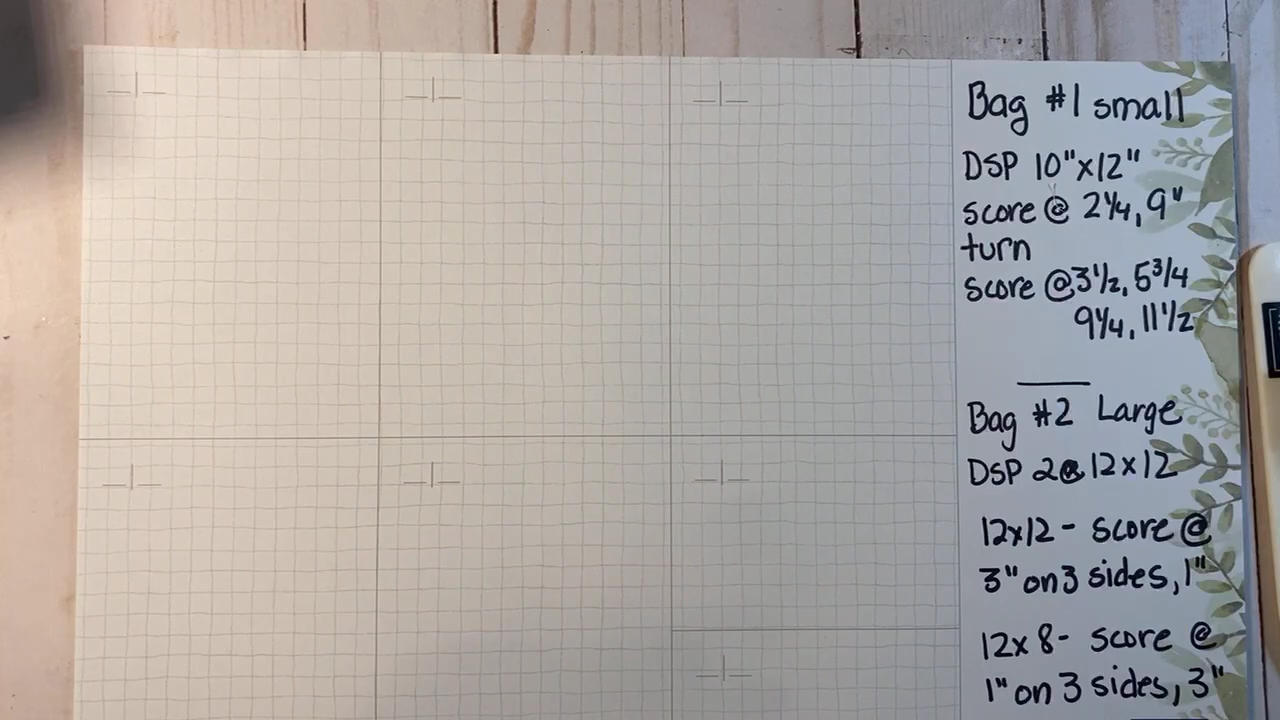 Bag #1 small
DSP 10"x12"
score @ 2¼, 9"
turn
score @3½, 5¾
9¼, 11½
Bag #2 Large
DSP 2@ 12x12
12x12- score @
3" on 3 sides, 1"
12x8- score @
1" on 3 sides, 3"